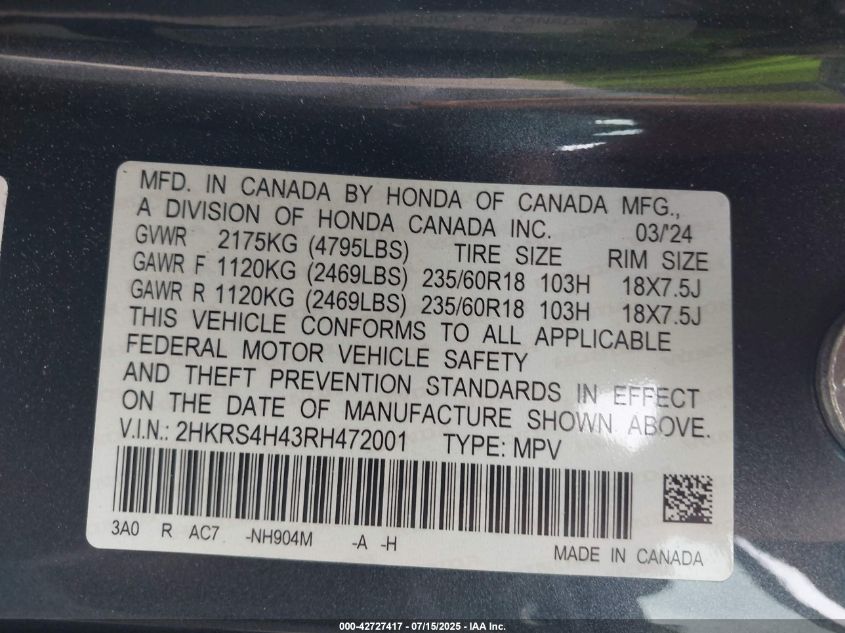 MFD. IN CANADA BY HONDA OF CANADA MFG.,
A DIVISION OF HONDA CANADA INC. 03/'24
GVWR 2175KG (4795LBS) TIRE SIZE RIM SIZE
GAWR F 1120KG (2469LBS) 235/60R18 103H 18X7.5J
GAWR R 1120KG (2469LBS) 235/60R18 103H 18X7.5J
THIS VEHICLE CONFORMS TO ALL APPLICABLE
FEDERAL MOTOR VEHICLE SAFETY
AND THEFT PREVENTION STANDARDS IN EFFECT
ON THE DATE OF MANUFACTURE SHOWN ABOVE.
V.I.N.: 2HKRS4H43RH472001 TYPE: MPV
3A0 R AC7 -NH904M -A -H
MADE IN CANADA
000-42727417 - 07/15/2025 - IAA Inc.